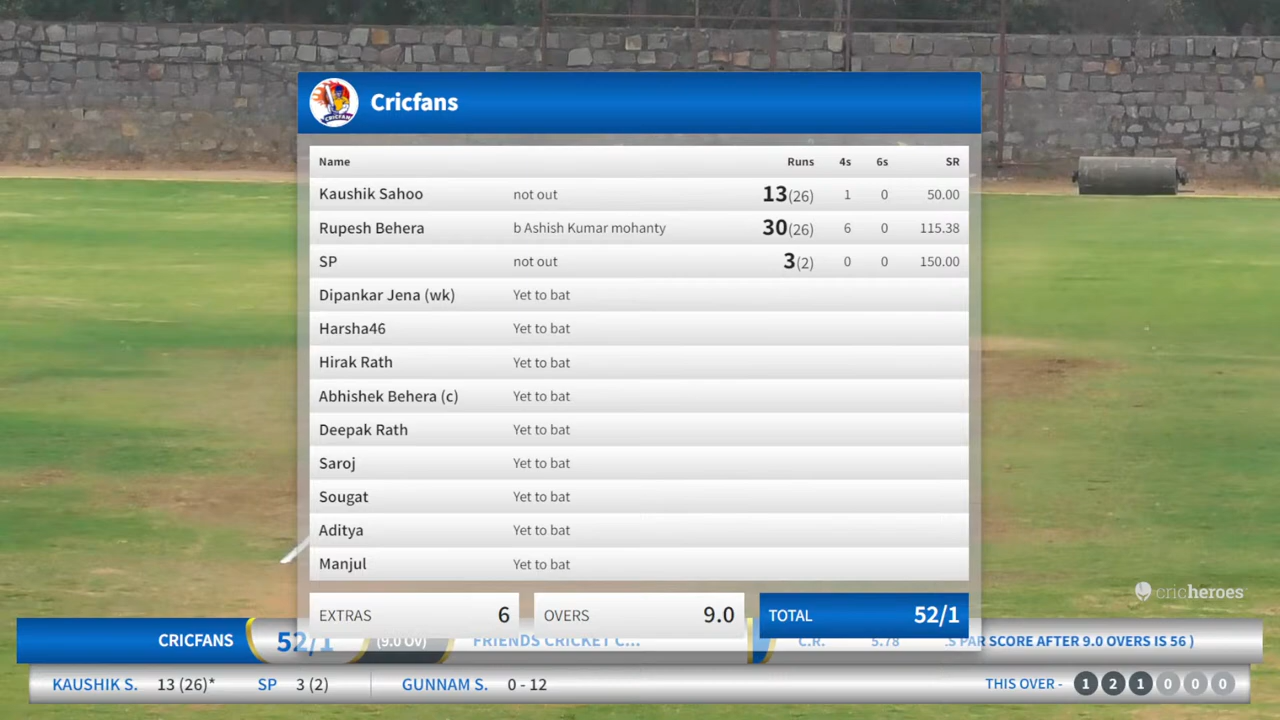 Cricfans
Name Runs 4s 6s SR
Kaushik Sahoo not out 13(26) 1 0 50.00
Rupesh Behera b Ashish Kumar mohanty 30(26) 6 0 115.38
SP not out 3(2) 0 0 150.00
Dipankar Jena (wk) Yet to bat
Harsha46 Yet to bat
Hirak Rath Yet to bat
Abhishek Behera (c) Yet to bat
Deepak Rath Yet to bat
Saroj Yet to bat
Sougat Yet to bat
Aditya Yet to bat
Manjul Yet to bat
cricheroes
EXTRAS 6 OVERS 9.0 TOTAL 52/1
CRICFANS 52/1 (9.0 Ov) FRIENDS CRICKET C... C.R. 5.78 .S PAR SCORE AFTER 9.0 OVERS IS 56 )
KAUSHIK S. 13 (26)* SP 3 (2) GUNNAM S. 0 - 12 THIS OVER - 1 2 1 0 0 0